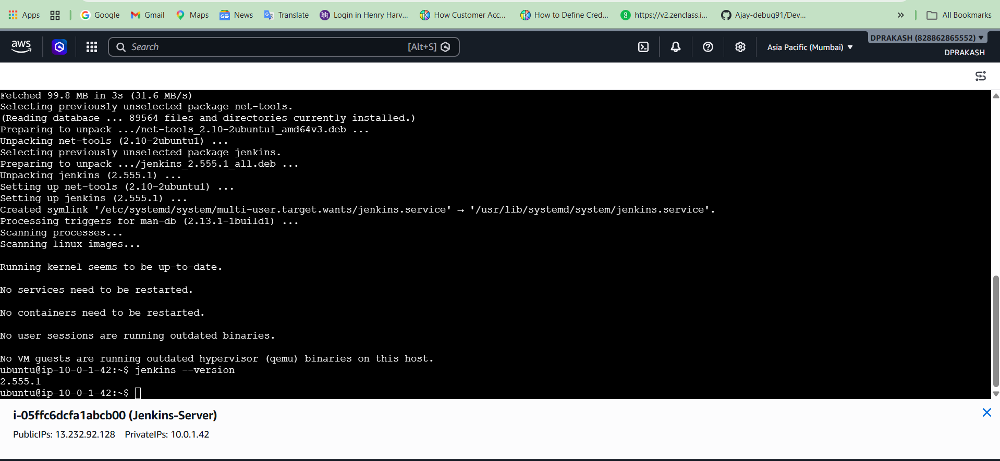 Apps Google Gmail Maps News Translate Login in Henry Harv... How Customer Acc... How to Define Cred... https://v2.zenclass.i... Ajay-debug91/Dev... » All Bookmarks
aws Search [Alt+S] Asia Pacific (Mumbai) ▼ DPRAKASH (828862865552) ▼
DPRAKASH
Fetched 99.8 MB in 3s (31.6 MB/s)
Selecting previously unselected package net-tools.
(Reading database ... 89564 files and directories currently installed.)
Preparing to unpack .../net-tools_2.10-2ubuntu1_amd64v3.deb ...
Unpacking net-tools (2.10-2ubuntu1) ...
Selecting previously unselected package jenkins.
Preparing to unpack .../jenkins_2.555.1_all.deb ...
Unpacking jenkins (2.555.1) ...
Setting up net-tools (2.10-2ubuntu1) ...
Setting up jenkins (2.555.1) ...
Created symlink '/etc/systemd/system/multi-user.target.wants/jenkins.service' → '/usr/lib/systemd/system/jenkins.service'.
Processing triggers for man-db (2.13.1-1build1) ...
Scanning processes...
Scanning linux images...
Running kernel seems to be up-to-date.
No services need to be restarted.
No containers need to be restarted.
No user sessions are running outdated binaries.
No VM guests are running outdated hypervisor (qemu) binaries on this host.
ubuntu@ip-10-0-1-42:~$ jenkins --version
2.555.1
ubuntu@ip-10-0-1-42:~$
i-05ffc6dcfa1abcb00 (Jenkins-Server)
PublicIPs: 13.232.92.128 PrivateIPs: 10.0.1.42